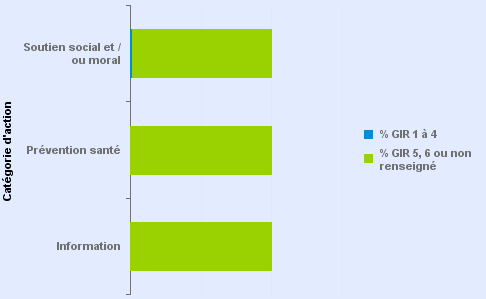 Catégorie d'action
Soutien social et /
ou moral
Prévention santé
Information
% GIR 1 à 4
% GIR 5, 6 ou non
renseigné